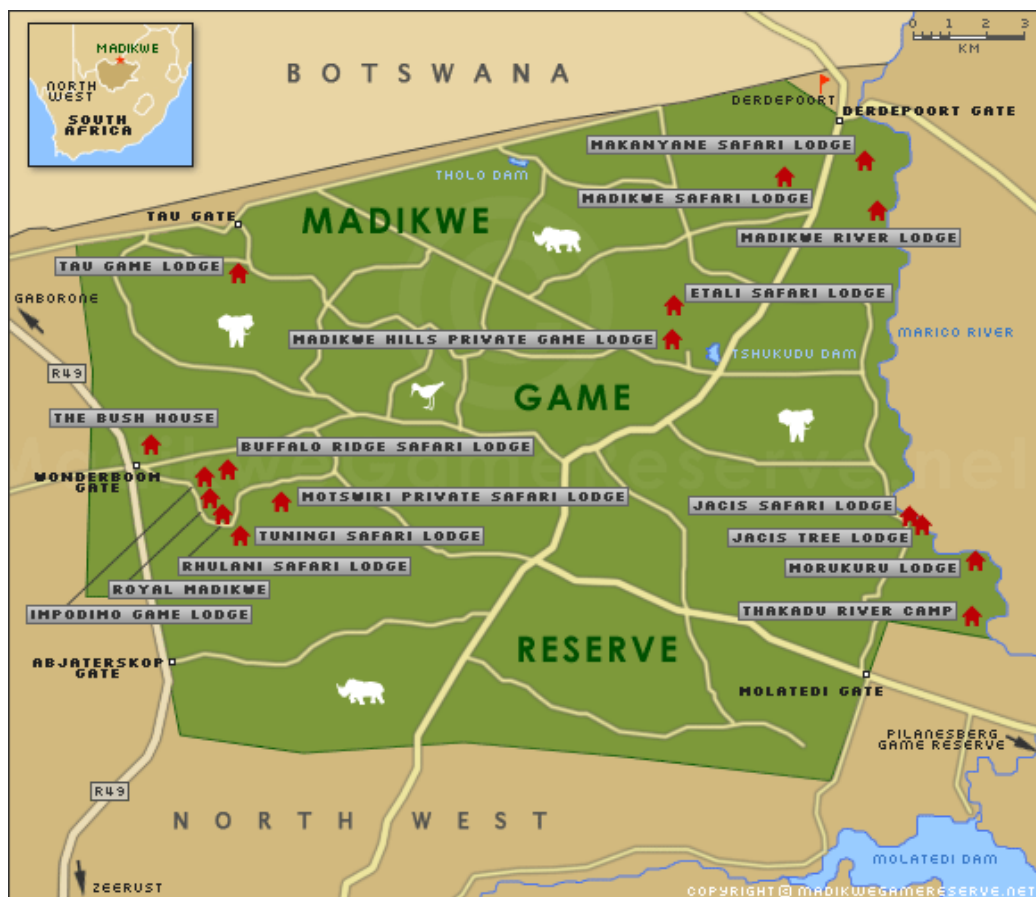 MADIKWE
NORTH
WEST
SOUTH
AFRICA
BOTSWANA
0 1 2 3
KM
DERDEPOORT
DERDEPOORT GATE
MAKANYANE SAFARI LODGE
THOLO DAM
MADIKWE SAFARI LODGE
TAU GATE
MADIKWE
MADIKWE RIVER LODGE
TAU GAME LODGE
GABORONE
ETALI SAFARI LODGE
MARICO RIVER
MADIKWE HILLS PRIVATE GAME LODGE
TSHUKUDU DAM
R49
GAME
THE BUSH HOUSE
BUFFALO RIDGE SAFARI LODGE
WONDERBOOM
GATE
MOTSWIRI PRIVATE SAFARI LODGE
JACIS SAFARI LODGE
TUNINGI SAFARI LODGE
JACIS TREE LODGE
RHULANI SAFARI LODGE
MORUKURU LODGE
ROYAL MADIKWE
IMPODIMO GAME LODGE
THAKADU RIVER CAMP
RESERVE
ABJATERSKOP
GATE
MOLATEDI GATE
PILANESBERG
GAME RESERVE
R49
NORTH WEST
MOLATEDI DAM
ZEERUST
COPYRIGHT © MADIKWEGAMERESERVE.NET